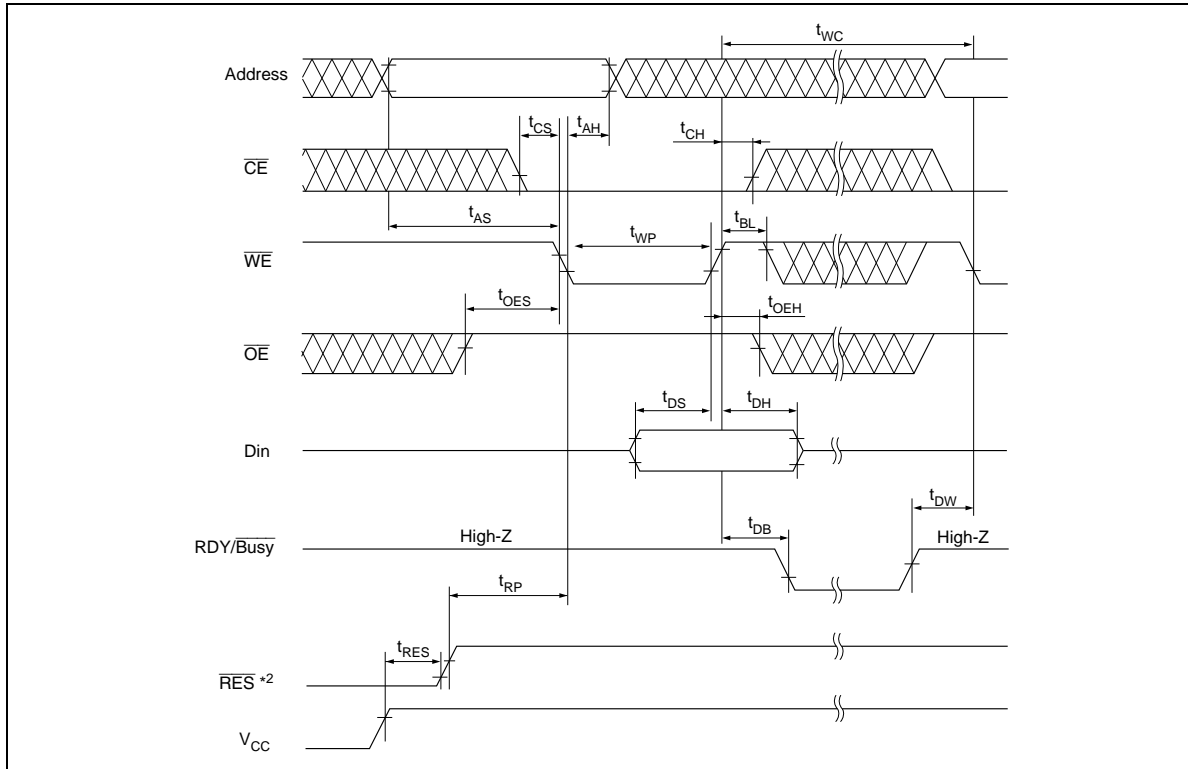 tWC
Address
tCS
tAH
tCH
CE
tAS
tWP
tBL
WE
tOES
tOEH
OE
tDS
tDH
Din
tDW
tDB
High-Z
High-Z
RDY/Busy
tRP
tRES
RES *2
VCC